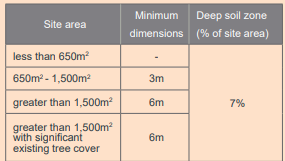 Site area
Minimum dimensions
Deep soil zone (% of site area)
less than 650m²
-
650m² - 1,500m²
3m
greater than 1,500m²
6m
7%
greater than 1,500m²
with significant
existing tree cover
6m